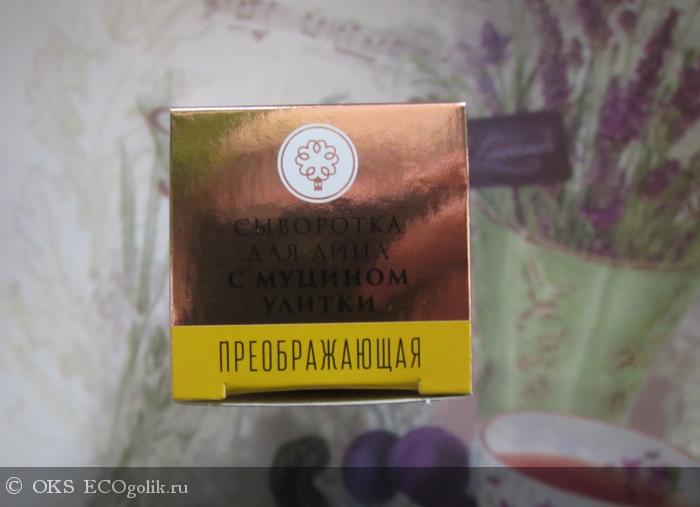 СЫВОРОТКА
ДЛЯ ЛИЦА
С МУЦИНОМ
УЛИТКИ
ПРЕОБРАЖАЮЩАЯ
© OKS ECOgolik.ru